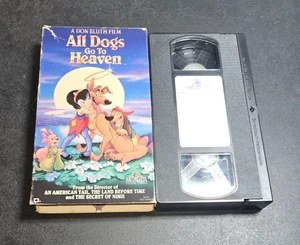 A DON BLUTH FILM
All Dogs
Go To
Heaven
From the Director of
AN AMERICAN TAIL, THE LAND BEFORE TIME
and THE SECRET OF NIMH